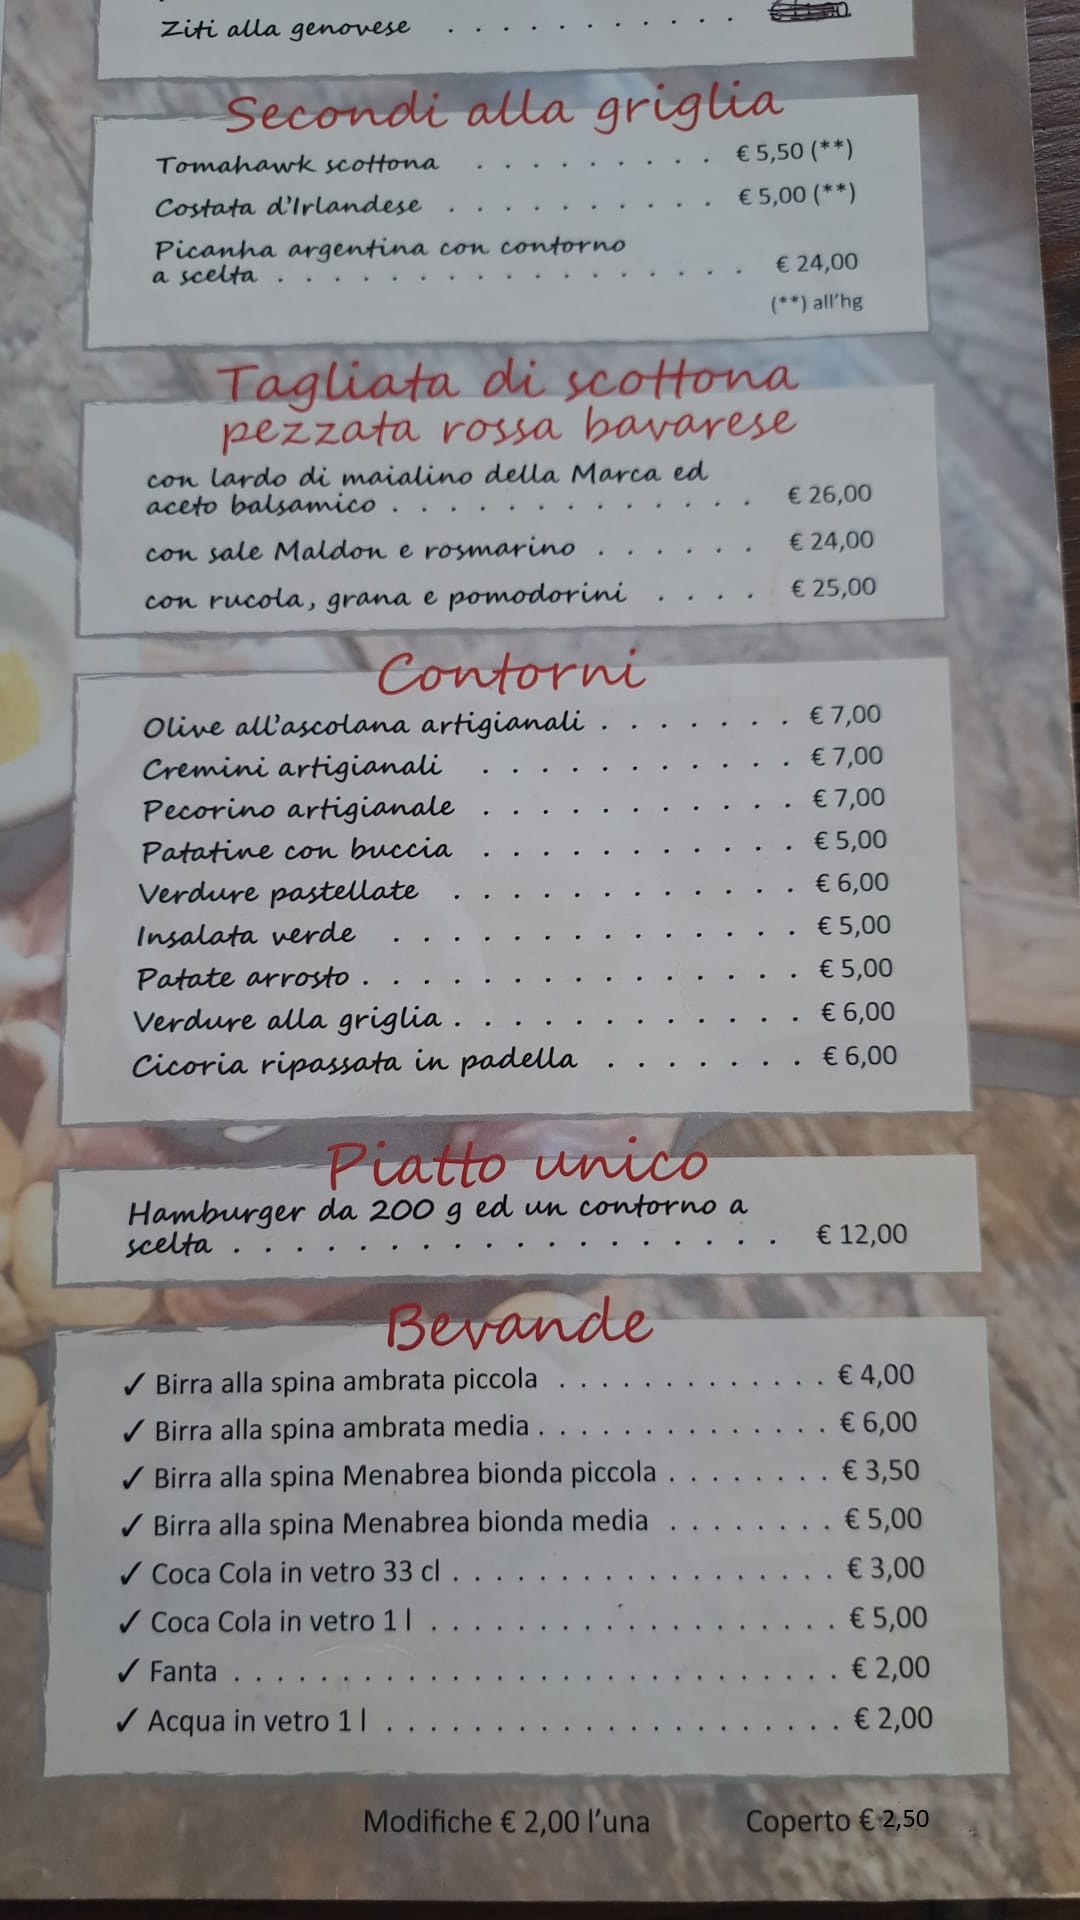 Ziti alla genovese . . . . . . . . . .
Secondi alla griglia
Tomahawk scottona . . . . . . . . . € 5,50 (**)
Costata d'Irlandese . . . . . . . . . . € 5,00 (**)
Picanha argentina con contorno
a scelta . . . . . . . . . . . . . . . . € 24,00
(**) all'hg
Tagliata di scottona
pezzata rossa bavarese
con lardo di maialino della Marca ed
aceto balsamico . . . . . . . . . . . . . € 26,00
con sale Maldon e rosmarino . . . . . . € 24,00
con rucola, grana e pomodorini . . . . € 25,00
Contorni
Olive all'ascolana artigianali . . . . . . . € 7,00
Cremini artigianali . . . . . . . . . . . € 7,00
Pecorino artigianale . . . . . . . . . . . € 7,00
Patatine con buccia . . . . . . . . . . . € 5,00
Verdure pastellate . . . . . . . . . . . . € 6,00
Insalata verde . . . . . . . . . . . . . . € 5,00
Patate arrosto . . . . . . . . . . . . . . . € 5,00
Verdure alla griglia . . . . . . . . . . . . € 6,00
Cicoria ripassata in padella . . . . . . . € 6,00
Piatto unico
Hamburger da 200 g ed un contorno a
scelta . . . . . . . . . . . . . . . . . . . € 12,00
Bevande
✓ Birra alla spina ambrata piccola . . . . . . . . . . . . . € 4,00
✓ Birra alla spina ambrata media . . . . . . . . . . . . . . € 6,00
✓ Birra alla spina Menabrea bionda piccola . . . . . . . . € 3,50
✓ Birra alla spina Menabrea bionda media . . . . . . . . € 5,00
✓ Coca Cola in vetro 33 cl . . . . . . . . . . . . . . . . . . € 3,00
✓ Coca Cola in vetro 1 l . . . . . . . . . . . . . . . . . . € 5,00
✓ Fanta . . . . . . . . . . . . . . . . . . . . . . . € 2,00
✓ Acqua in vetro 1 l . . . . . . . . . . . . . . . . . . . . € 2,00
Modifiche € 2,00 l'una Coperto € 2,50